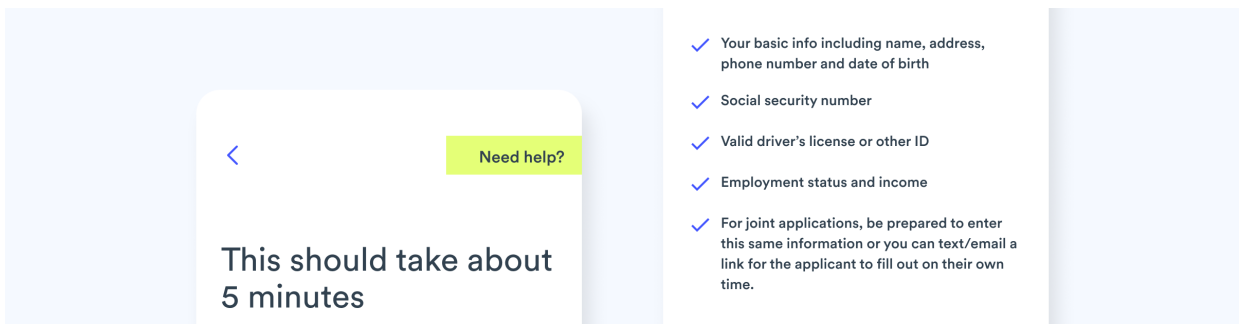 Need help?
This should take about
5 minutes
Your basic info including name, address,
phone number and date of birth
Social security number
Valid driver’s license or other ID
Employment status and income
For joint applications, be prepared to enter
this same information or you can text/email a
link for the applicant to fill out on their own
time.